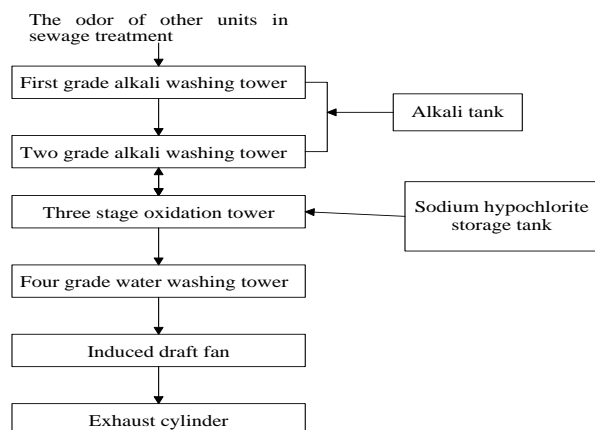 The odor of other units in
sewage treatment
First grade alkali washing tower
Alkali tank
Two grade alkali washing tower
Three stage oxidation tower
Sodium hypochlorite
storage tank
Four grade water washing tower
Induced draft fan
Exhaust cylinder